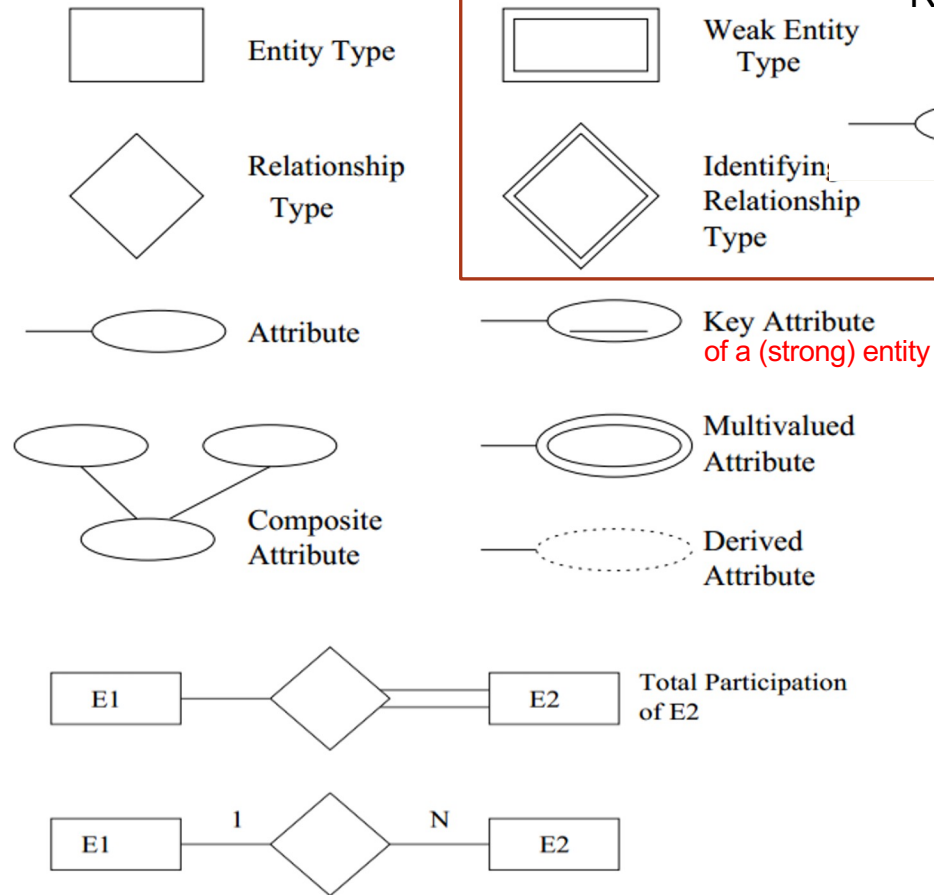 Entity Type
Weak Entity
Type
Relationship
Type
Identifying
Relationship
Type
Attribute
Key Attribute
of a (strong) entity
Composite
Attribute
Multivalued
Attribute
Derived
Attribute
E1
E2
Total Participation
of E2
E1
1
N
E2